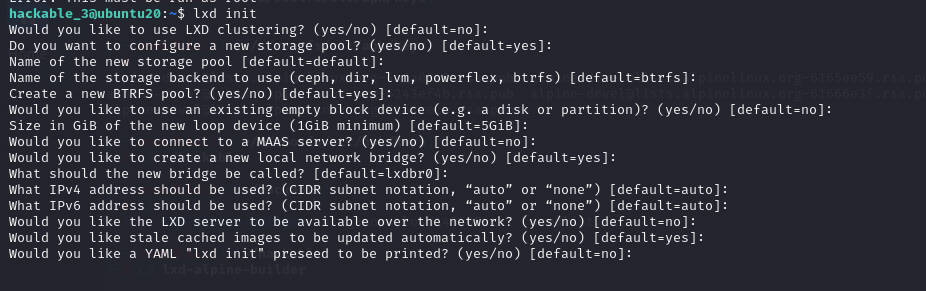 Error: This must be run as root
hackable_3@ubuntu20:~$ lxd init
Would you like to use LXD clustering? (yes/no) [default=no]:
Do you want to configure a new storage pool? (yes/no) [default=yes]:
Name of the new storage pool [default=default]:
Name of the storage backend to use (ceph, dir, lvm, powerflex, btrfs) [default=btrfs]:
Create a new BTRFS pool? (yes/no) [default=yes]:
Would you like to use an existing empty block device (e.g. a disk or partition)? (yes/no) [default=no]:
Size in GiB of the new loop device (1GiB minimum) [default=5GiB]:
Would you like to connect to a MAAS server? (yes/no) [default=no]:
Would you like to create a new local network bridge? (yes/no) [default=yes]:
What should the new bridge be called? [default=lxdbr0]:
What IPv4 address should be used? (CIDR subnet notation, “auto” or “none”) [default=auto]:
What IPv6 address should be used? (CIDR subnet notation, “auto” or “none”) [default=auto]:
Would you like the LXD server to be available over the network? (yes/no) [default=no]:
Would you like stale cached images to be updated automatically? (yes/no) [default=yes]:
Would you like a YAML "lxd init" preseed to be printed? (yes/no) [default=no]:
lxd-alpine-builder